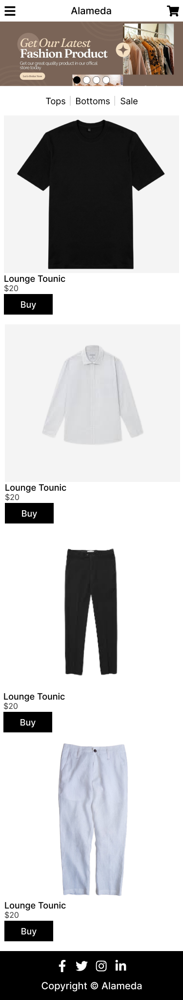 Alameda
Get Our Latest
Fashion Product
Get our great quality product in our offical
store today
Let's Order Now
Tops
Bottoms
Sale
Lounge Tounic
$20
Buy
Lounge Tounic
$20
Buy
Lounge Tounic
$20
Buy
Lounge Tounic
$20
Buy
Copyright © Alameda